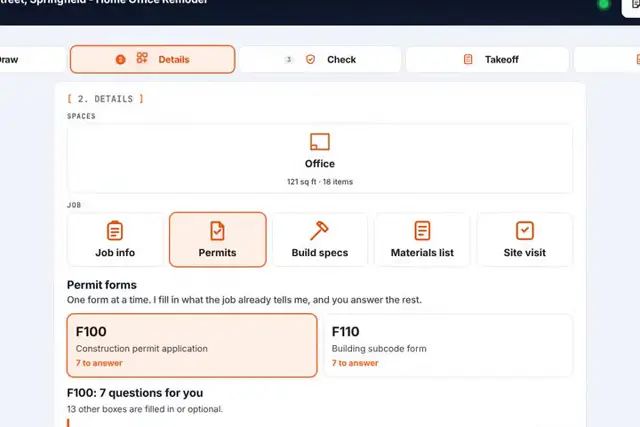 Springfield - Home Office Remodel
Details
3
Check
Takeoff
[ 2. DETAILS ]
SPACES
Office
121 sq ft · 18 items
JOB
Job info
Permits
Build specs
Materials list
Site visit
Permit forms
One form at a time. I fill in what the job already tells me, and you answer the rest.
F100
Construction permit application
7 to answer
F110
Building subcode form
7 to answer
F100: 7 questions for you
13 other boxes are filled in or optional.